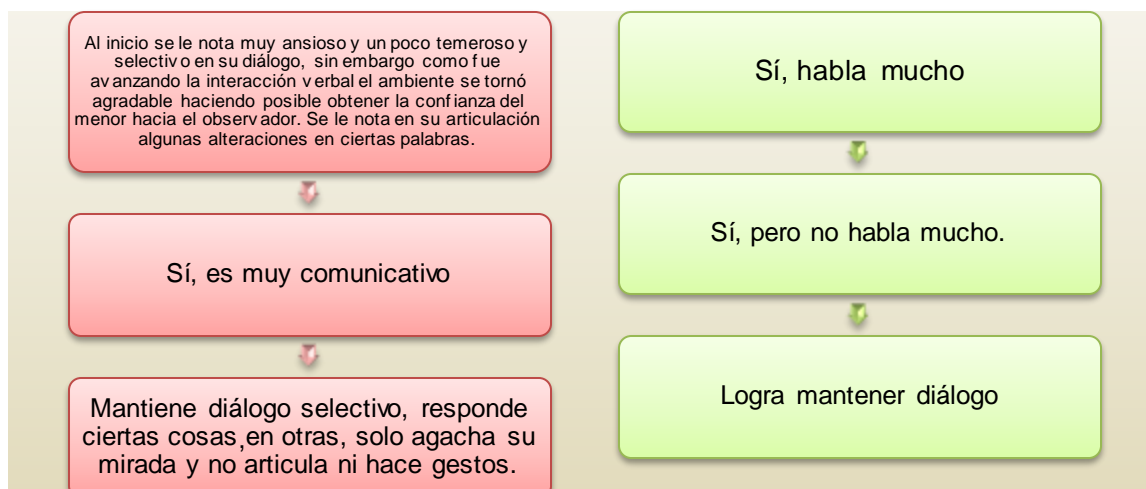 Al inicio se le nota muy ansioso y un poco temeroso y
selectivo en su diálogo, sin embargo como fue
avanzando la interacción verbal el ambiente se tornó
agradable haciendo posible obtener la confianza del
menor hacia el observador. Se le nota en su articulación
algunas alteraciones en ciertas palabras.
Sí, es muy comunicativo
Mantiene diálogo selectivo, responde
ciertas cosas,en otras, solo agacha su
mirada y no articula ni hace gestos.
Sí, habla mucho
Sí, pero no habla mucho.
Logra mantener diálogo